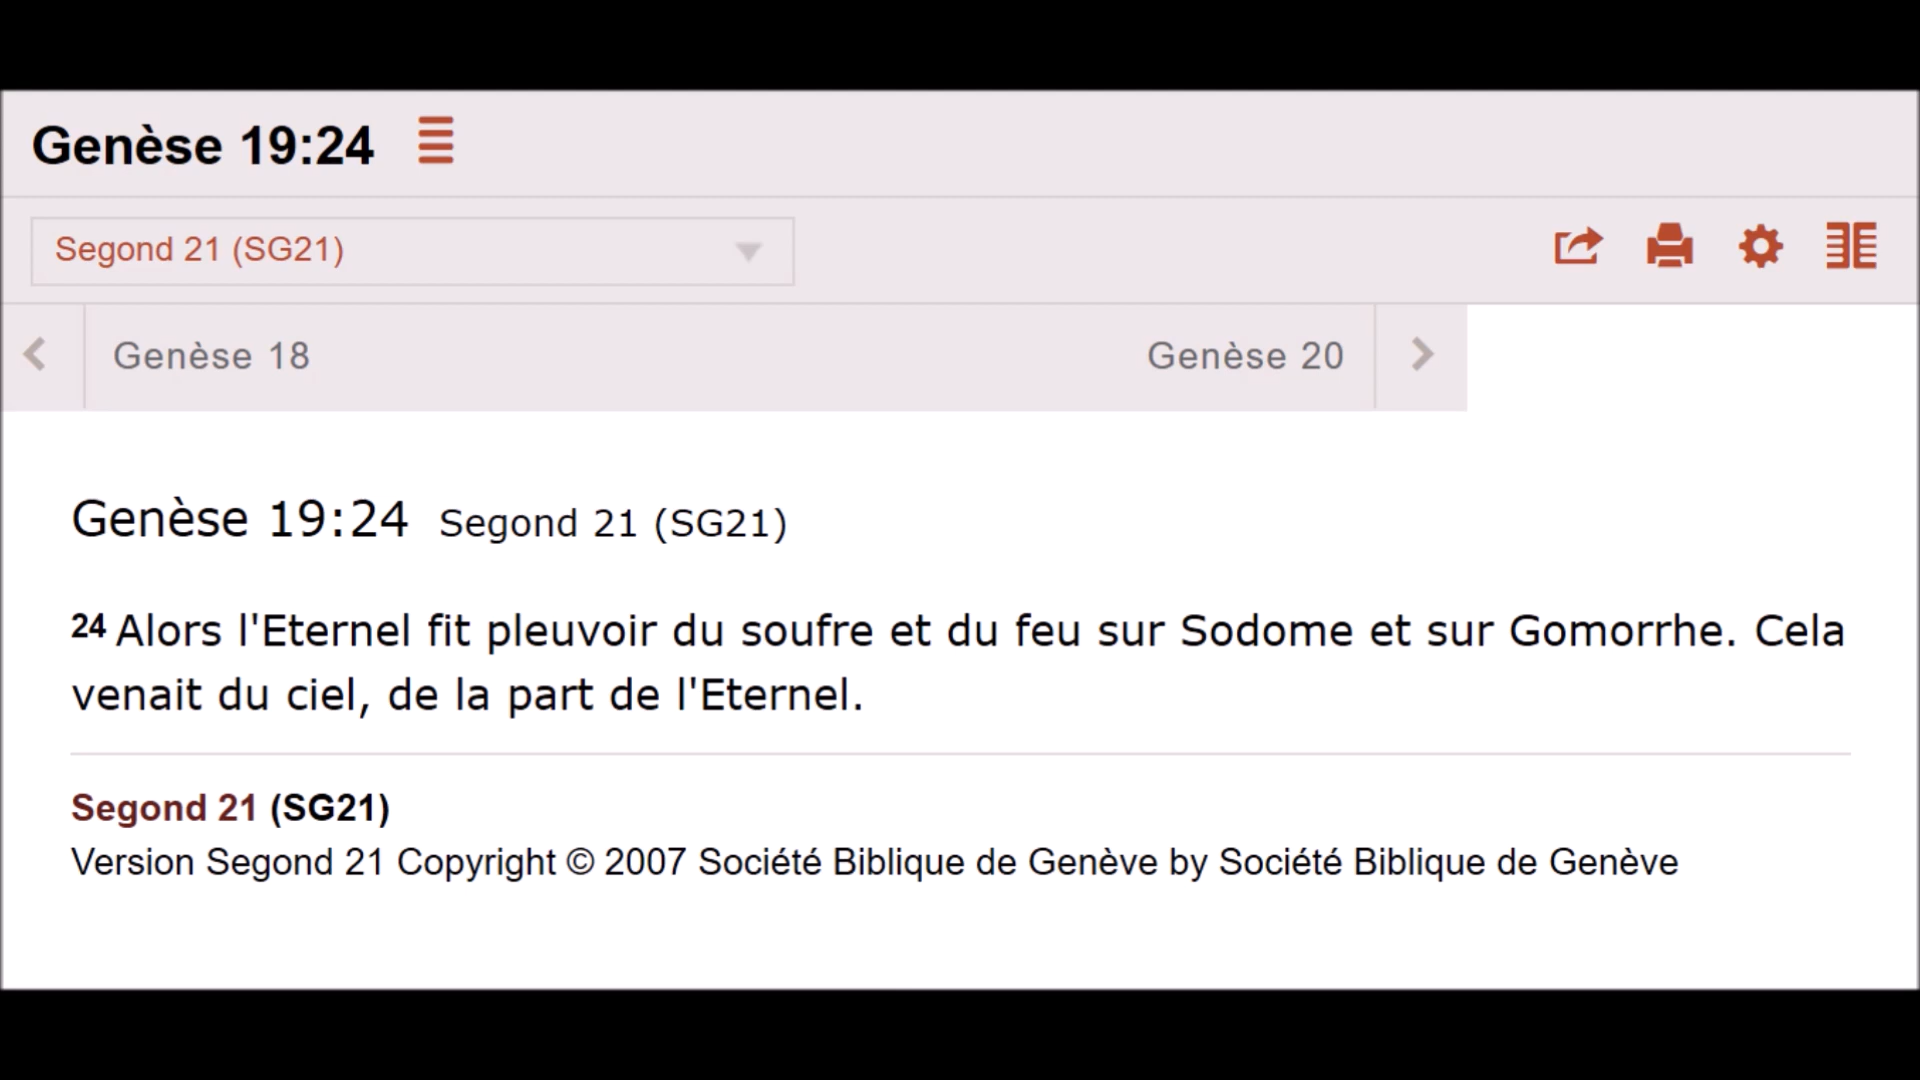 Genèse 19:24
Segond 21 (SG21)
Genèse 18
Genèse 20
Genèse 19:24 Segond 21 (SG21)
24 Alors l'Eternel fit pleuvoir du soufre et du feu sur Sodome et sur Gomorrhe. Cela
venait du ciel, de la part de l'Eternel.
Segond 21 (SG21)
Version Segond 21 Copyright © 2007 Société Biblique de Genève by Société Biblique de Genève